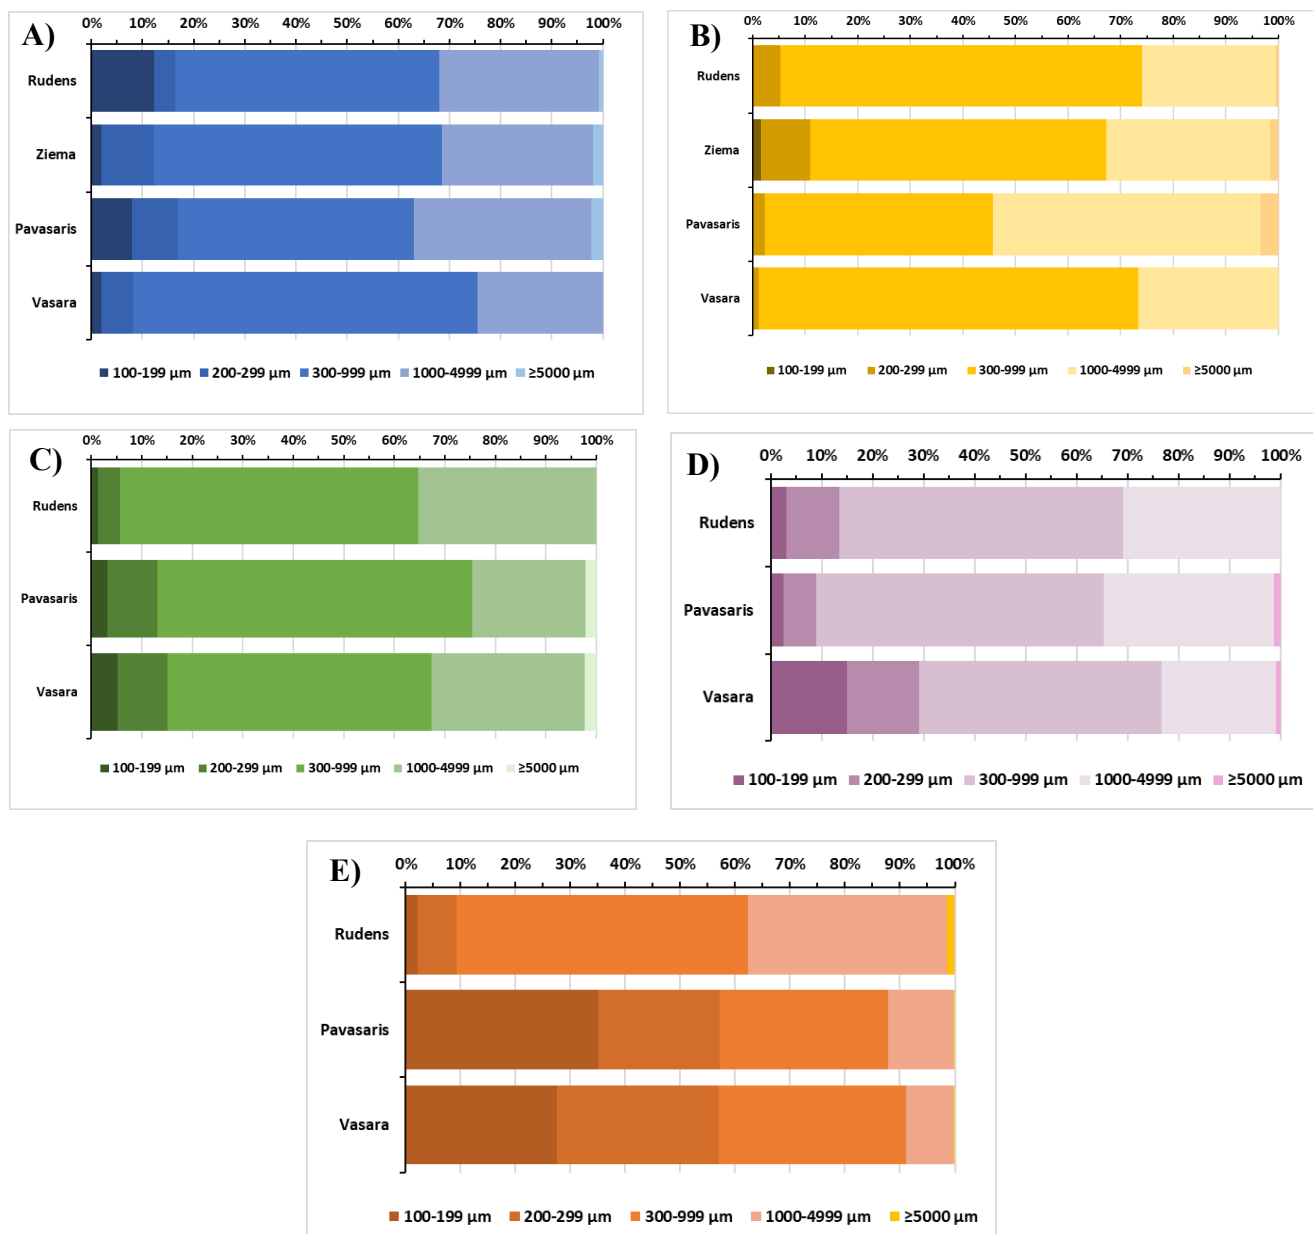 A)
0% 10% 20% 30% 40% 50% 60% 70% 80% 90% 100%
Rudens
Ziema
Pavasaris
Vasara
100-199 µm 200-299 µm 300-999 µm 1000-4999 µm ≥5000 µm
B)
0% 10% 20% 30% 40% 50% 60% 70% 80% 90% 100%
Rudens
Ziema
Pavasaris
Vasara
100-199 µm 200-299 µm 300-999 µm 1000-4999 µm ≥5000 µm
C)
0% 10% 20% 30% 40% 50% 60% 70% 80% 90% 100%
Rudens
Pavasaris
Vasara
100-199 µm 200-299 µm 300-999 µm 1000-4999 µm ≥5000 µm
D)
0% 10% 20% 30% 40% 50% 60% 70% 80% 90% 100%
Rudens
Pavasaris
Vasara
100-199 µm 200-299 µm 300-999 µm 1000-4999 µm ≥5000 µm
E)
0% 10% 20% 30% 40% 50% 60% 70% 80% 90% 100%
Rudens
Pavasaris
Vasara
100-199 µm 200-299 µm 300-999 µm 1000-4999 µm ≥5000 µm